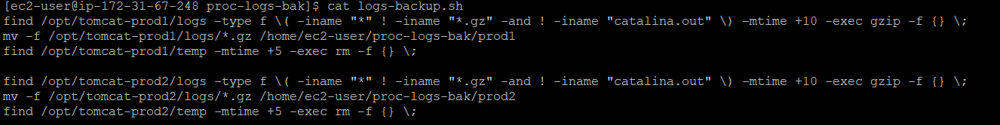 [ec2-user@ip-172-31-67-248 proc-logs-bak]$ cat logs-backup.sh
find /opt/tomcat-prod1/logs -type f \( -iname "*" ! -iname "*.gz" -and ! -iname "catalina.out" \) -mtime +10 -exec gzip -f {} \;
mv -f /opt/tomcat-prod1/logs/*.gz /home/ec2-user/proc-logs-bak/prod1
find /opt/tomcat-prod1/temp -mtime +5 -exec rm -f {} \;

find /opt/tomcat-prod2/logs -type f \( -iname "*" ! -iname "*.gz" -and ! -iname "catalina.out" \) -mtime +10 -exec gzip -f {} \;
mv -f /opt/tomcat-prod2/logs/*.gz /home/ec2-user/proc-logs-bak/prod2
find /opt/tomcat-prod2/temp -mtime +5 -exec rm -f {} \;